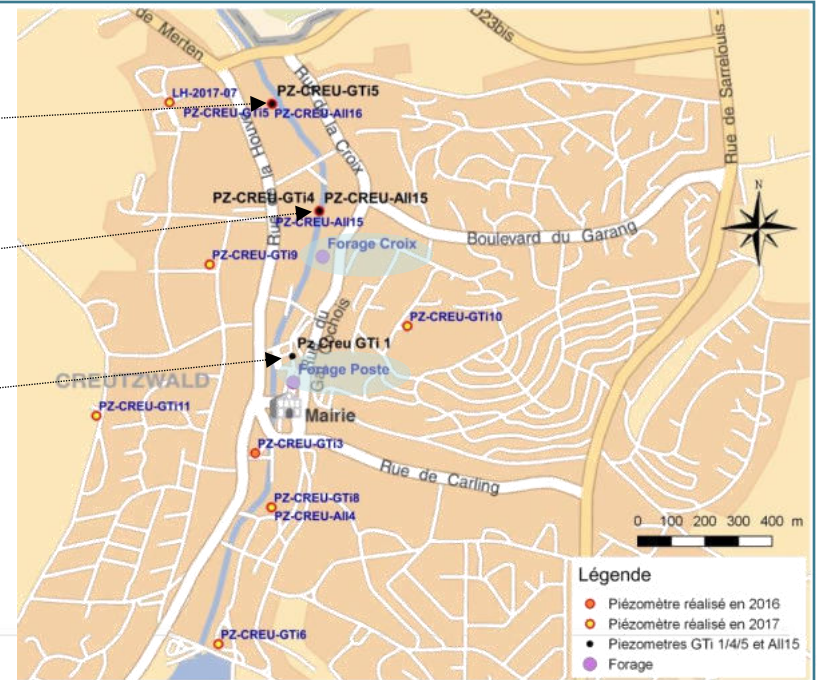 de Merten
D23bis
Rue de Sarrelouis -
LH-2017-07
PZ-CREU-GTi5
PZ-CREU-GTi5
PZ-CREU-All16
Rue de la Croix
la Houve
PZ-CREU-GTi4
PZ-CREU-All15
PZ-CREU-All15
Rue
N
Boulevard du Garang
Forage Croix
PZ-CREU-GTi9
PZ-CREU-GTi10
du
Pz Creu GTi 1
Forage Poste
CREUTZWALD
PZ-CREU-GTi11
Mairie
PZ-CREU-GTi3
Rue de Carling
PZ-CREU-GTi8
PZ-CREU-All4
0 100 200 300 400 m
PZ-CREU-GTi6
Légende
Piézomètre réalisé en 2016
Piézomètre réalisé en 2017
Piezometres GTi 1/4/5 et All15
Forage